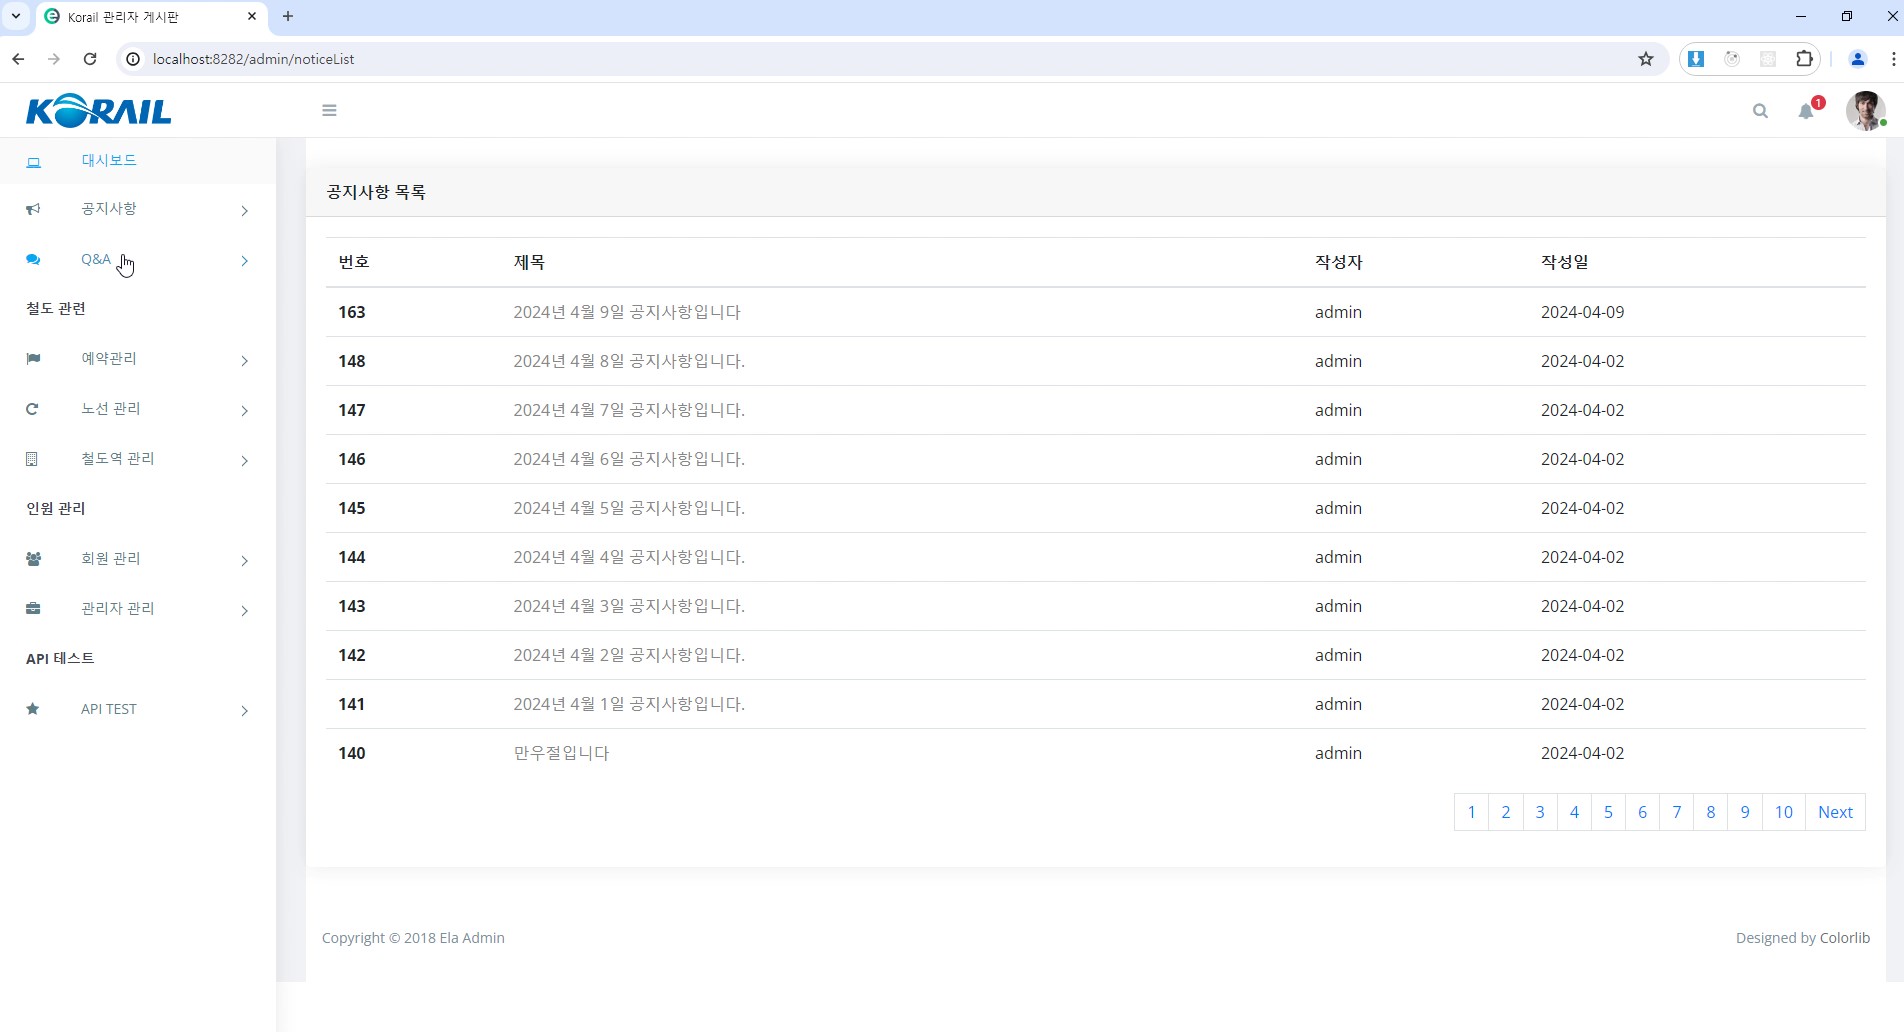 Korail 관리자 게시판
localhost:8282/admin/noticeList
KORAIL
1
대시보드
공지사항
Q&A
철도 관련
예약관리
노선 관리
철도역 관리
인원 관리
회원 관리
관리자 관리
API 테스트
API TEST
공지사항 목록
번호 제목 작성자 작성일
163 2024년 4월 9일 공지사항입니다 admin 2024-04-09
148 2024년 4월 8일 공지사항입니다. admin 2024-04-02
147 2024년 4월 7일 공지사항입니다. admin 2024-04-02
146 2024년 4월 6일 공지사항입니다. admin 2024-04-02
145 2024년 4월 5일 공지사항입니다. admin 2024-04-02
144 2024년 4월 4일 공지사항입니다. admin 2024-04-02
143 2024년 4월 3일 공지사항입니다. admin 2024-04-02
142 2024년 4월 2일 공지사항입니다. admin 2024-04-02
141 2024년 4월 1일 공지사항입니다. admin 2024-04-02
140 만우절입니다 admin 2024-04-02
1 2 3 4 5 6 7 8 9 10 Next
Copyright © 2018 Ela Admin Designed by Colorlib